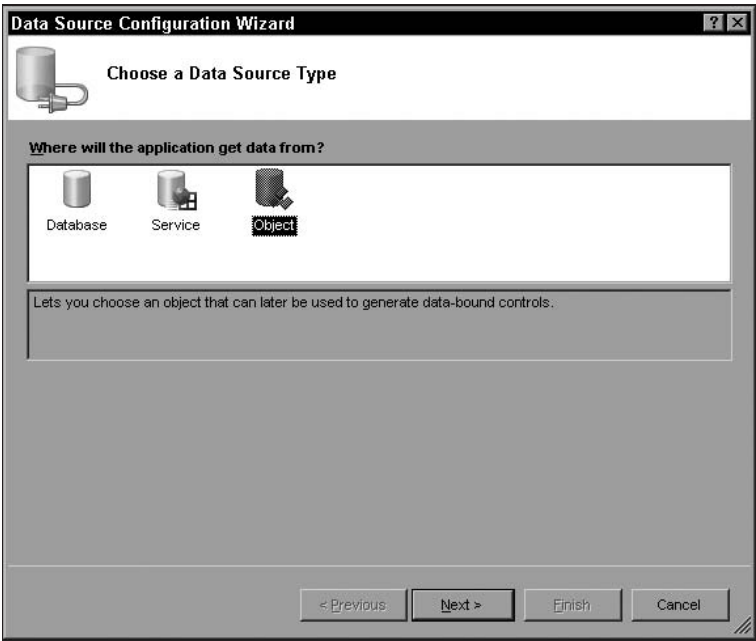 Data Source Configuration Wizard
Choose a Data Source Type
Where will the application get data from?
Database Service Object
Lets you choose an object that can later be used to generate data-bound controls.
< Previous Next > Finish Cancel